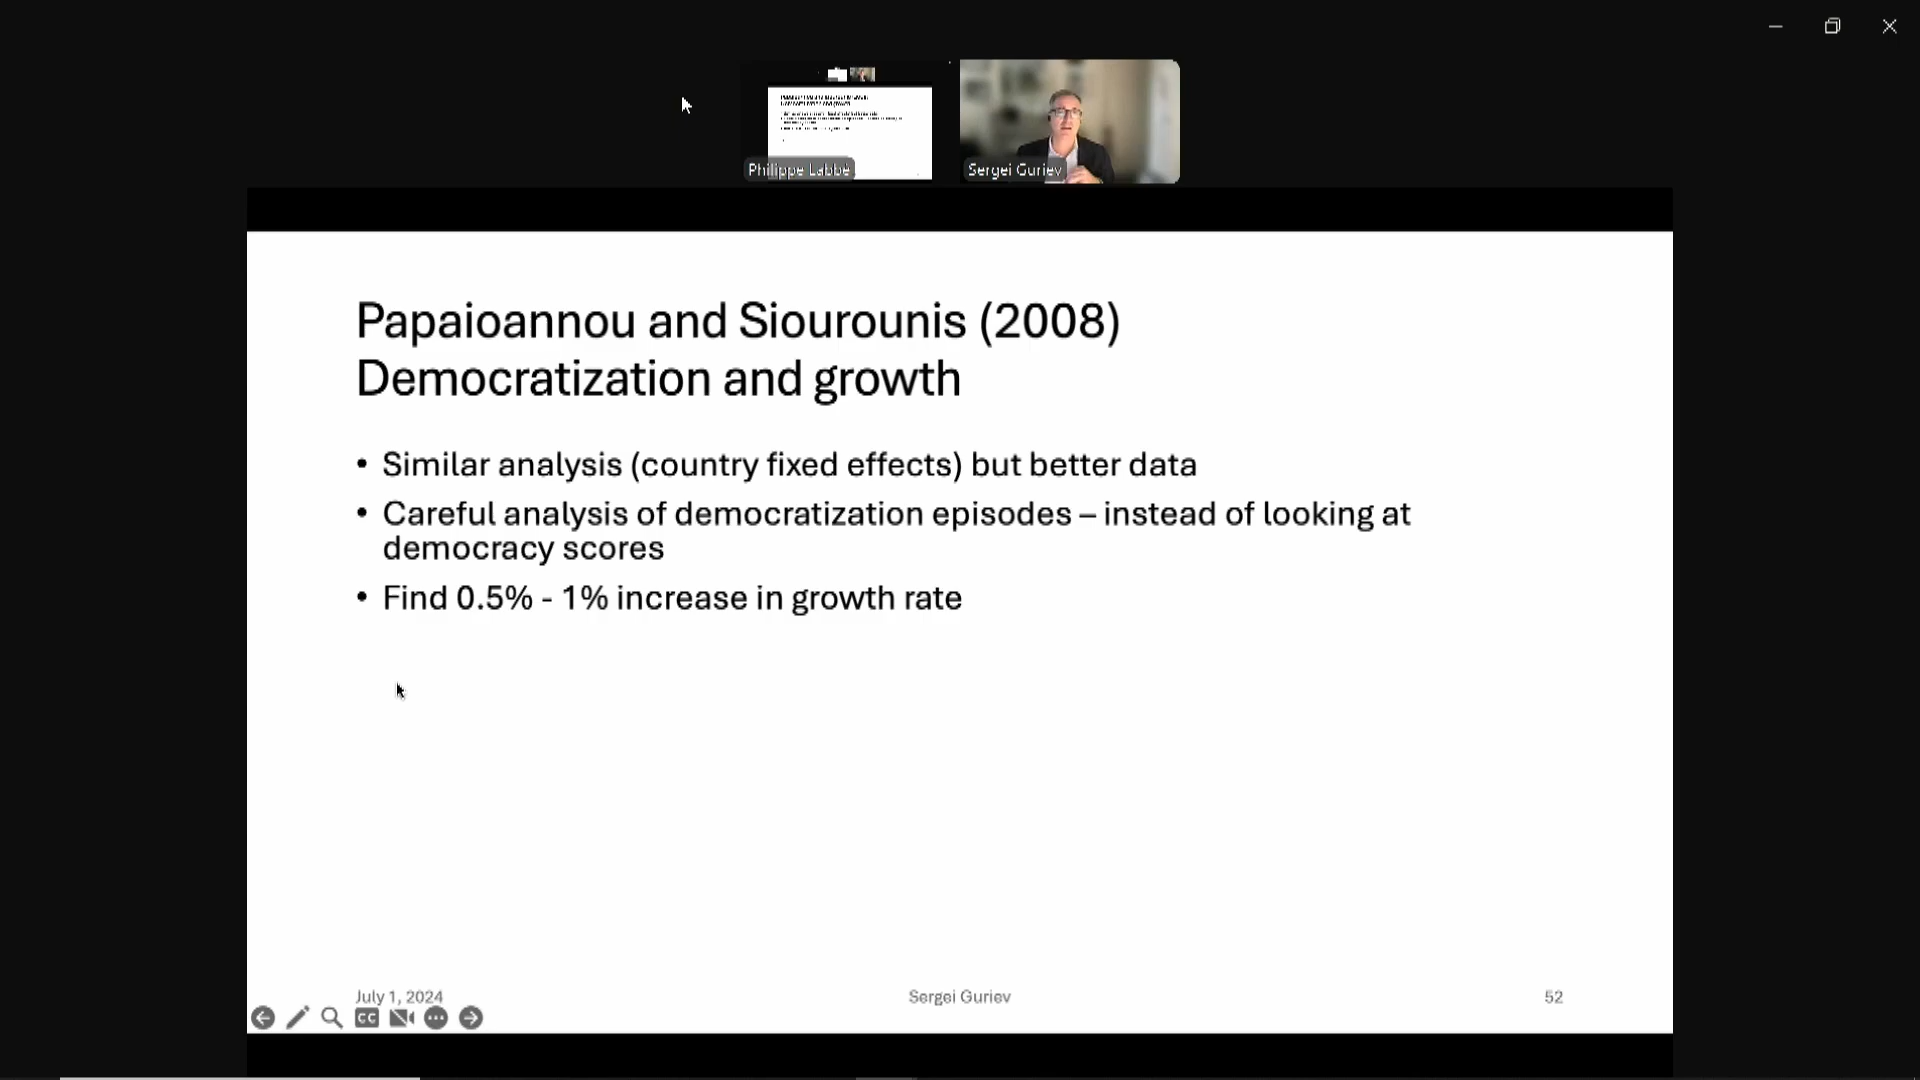 Philippe Labbé
Sergei Guriev
Papaioannou and Siourounis (2008)
Democratization and growth
• Similar analysis (country fixed effects) but better data
• Careful analysis of democratization episodes – instead of looking at
democracy scores
• Find 0.5% - 1% increase in growth rate
July 1, 2024
Sergei Guriev
52
CC